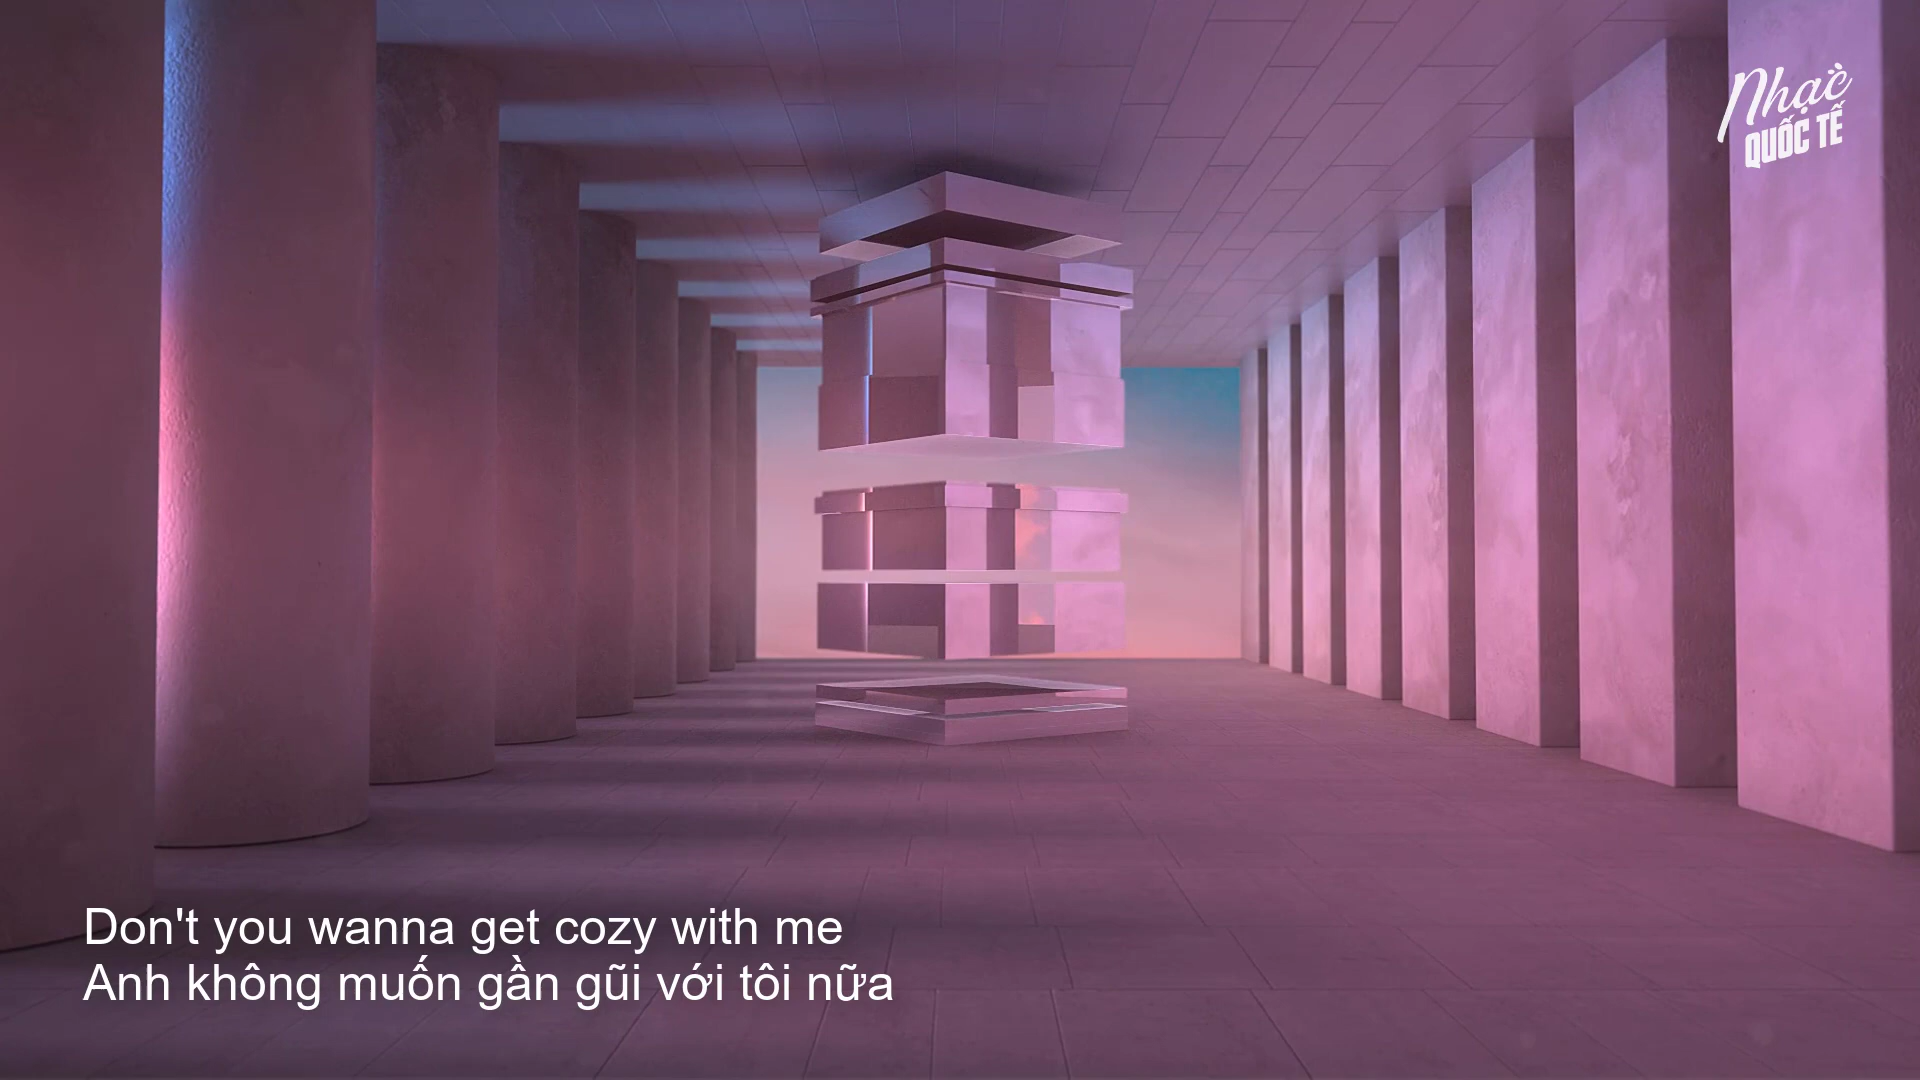 Nhạc
QUỐC TẾ
Don't you wanna get cozy with me
Anh không muốn gần gũi với tôi nữa